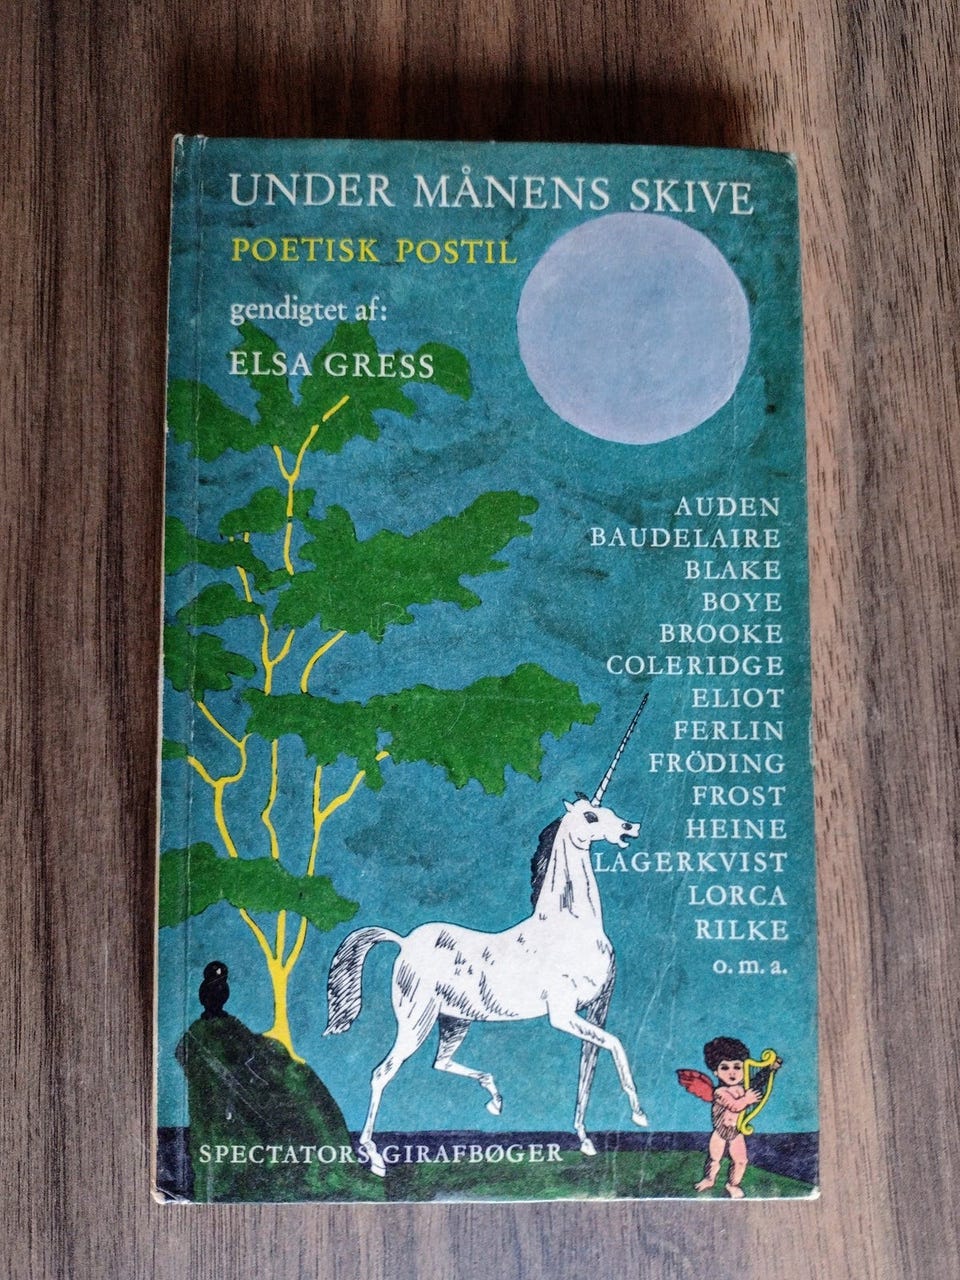 UNDER MÅNENS SKIVE
POETISK POSTIL
gendigtet af:
ELSA GRESS
AUDEN
BAUDELAIRE
BLAKE
BOYE
BROOKE
COLERIDGE
ELIOT
FERLIN
FRÖDING
FROST
HEINE
LAGERKVIST
LORCA
RILKE
o. m. a.
SPECTATORS GIRAFBØGER